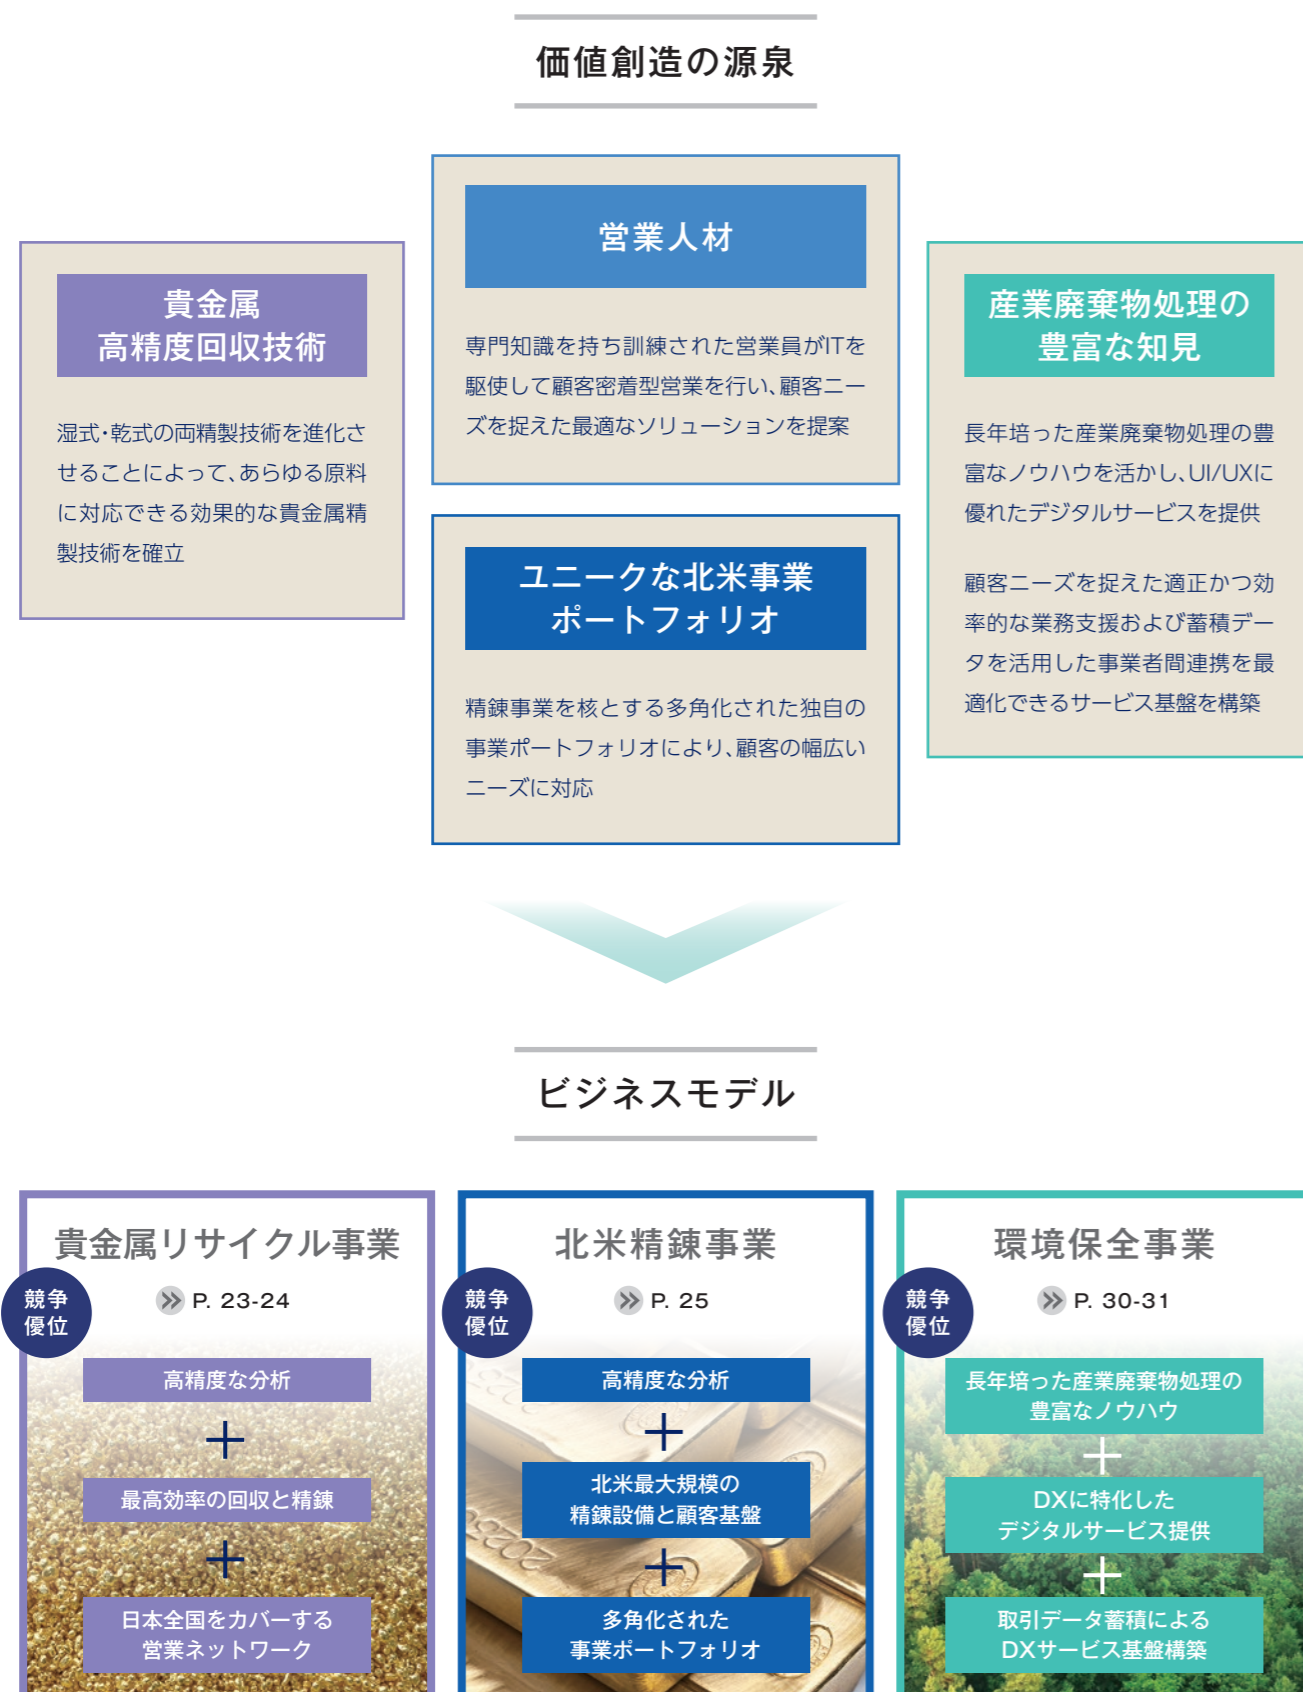 価値創造の源泉
貴金属
高精度回収技術
湿式・乾式の両精製技術を進化さ
せることによって、あらゆる原料
に対応できる効果的な貴金属精
製技術を確立
営業人材
専門知識を持ち訓練された営業員がITを
駆使して顧客密着型営業を行い、顧客ニー
ズを捉えた最適なソリューションを提案
ユニークな北米事業
ポートフォリオ
精錬事業を核とする多角化された独自の
事業ポートフォリオにより、顧客の幅広い
ニーズに対応
産業廃棄物処理の
豊富な知見
長年培った産業廃棄物処理の豊
富なノウハウを活かし、UI/UXに
優れたデジタルサービスを提供
顧客ニーズを捉えた適正かつ効
率的な業務支援および蓄積デー
タを活用した事業者間連携を最
適化できるサービス基盤を構築
ビジネスモデル
貴金属リサイクル事業
P. 23-24
競争
優位
高精度な分析
+
最高効率の回収と精錬
+
日本全国をカバーする
営業ネットワーク
北米精錬事業
P. 25
競争
優位
高精度な分析
+
北米最大規模の
精錬設備と顧客基盤
+
多角化された
事業ポートフォリオ
環境保全事業
P. 30-31
競争
優位
長年培った産業廃棄物処理の
豊富なノウハウ
+
DXに特化した
デジタルサービス提供
+
取引データ蓄積による
DXサービス基盤構築